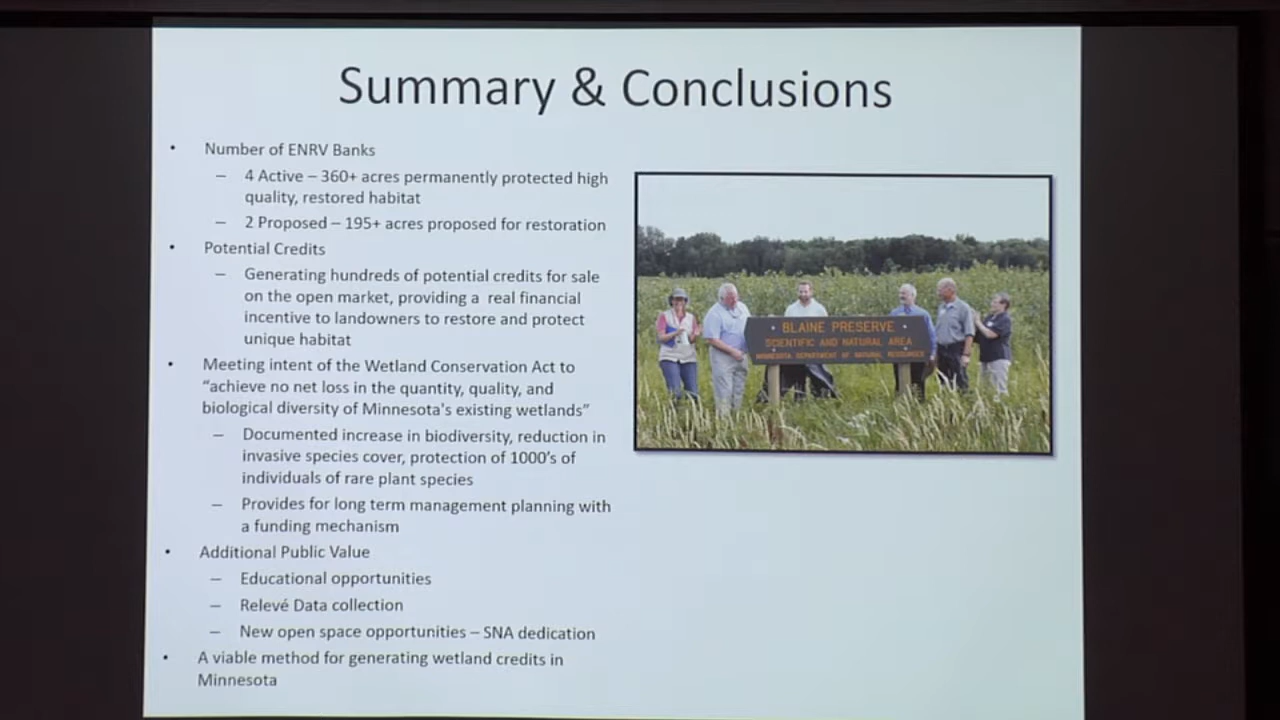 Summary & Conclusions
• Number of ENRV Banks
– 4 Active – 360+ acres permanently protected high
quality, restored habitat
– 2 Proposed – 195+ acres proposed for restoration
• Potential Credits
– Generating hundreds of potential credits for sale
on the open market, providing a real financial
incentive to landowners to restore and protect
unique habitat
• Meeting intent of the Wetland Conservation Act to
“achieve no net loss in the quantity, quality, and
biological diversity of Minnesota's existing wetlands”
– Documented increase in biodiversity, reduction in
invasive species cover, protection of 1000’s of
individuals of rare plant species
– Provides for long term management planning with
a funding mechanism
• Additional Public Value
– Educational opportunities
– Relevé Data collection
– New open space opportunities – SNA dedication
• A viable method for generating wetland credits in
Minnesota
• BLAINE PRESERVE •
SCIENTIFIC AND NATURAL AREA
MINNESOTA DEPARTMENT OF NATURAL RESOURCES